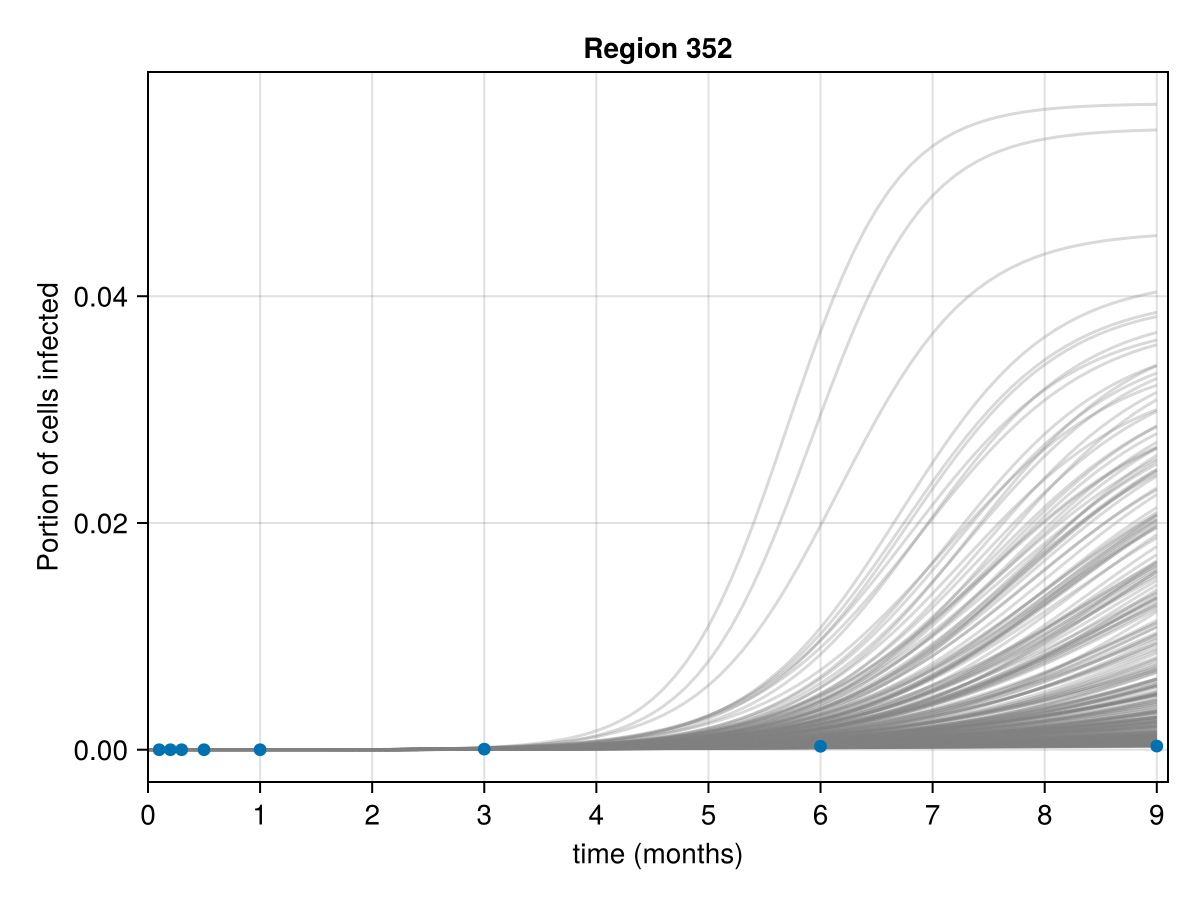 Region 352
Portion of cells infected
0.04
0.02
0.00
0 1 2 3 4 5 6 7 8 9
time (months)